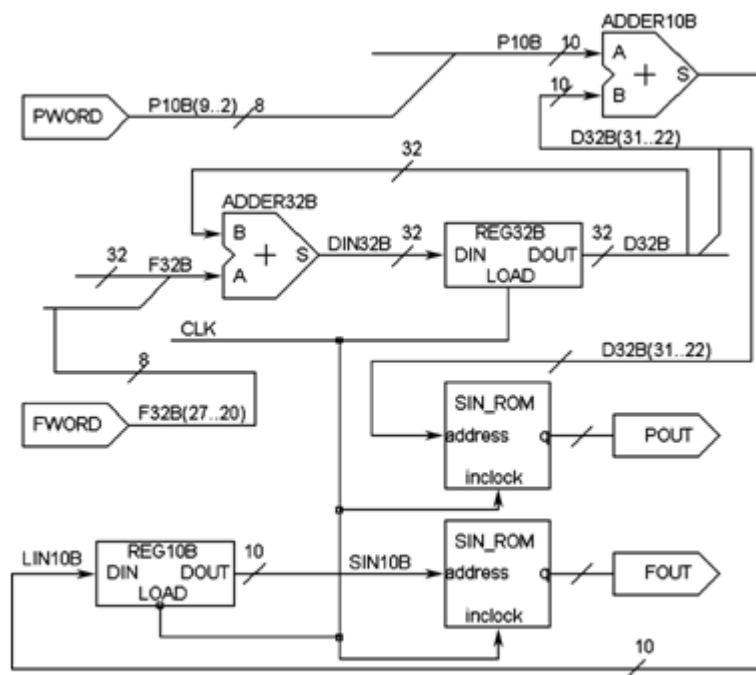 ADDER10B
P10B 10 A
S
10 B
PWORD P10B(9..2) 8
D32B(31..22)
32
ADDER32B
B
S DIN32B 32
REG32B
DIN DOUT
LOAD
32 D32B
32 F32B A
CLK
8
D32B(31..22)
FWORD F32B(27..20)
SIN_ROM
address q
inclock
POUT
LIN10B
REG10B
DIN DOUT
LOAD
10
SIN10B
SIN_ROM
address q
inclock
FOUT
10